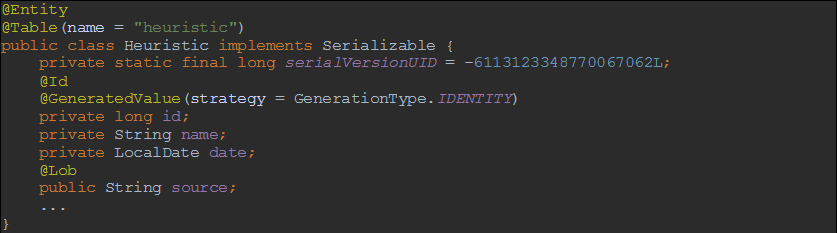 @Entity
@Table(name = "heuristic")
public class Heuristic implements Serializable {
    private static final long serialVersionUID = -6113123348770067062L;
    @Id
    @GeneratedValue(strategy = GenerationType.IDENTITY)
    private long id;
    private String name;
    private LocalDate date;
    @Lob
    public String source;
    ...
}